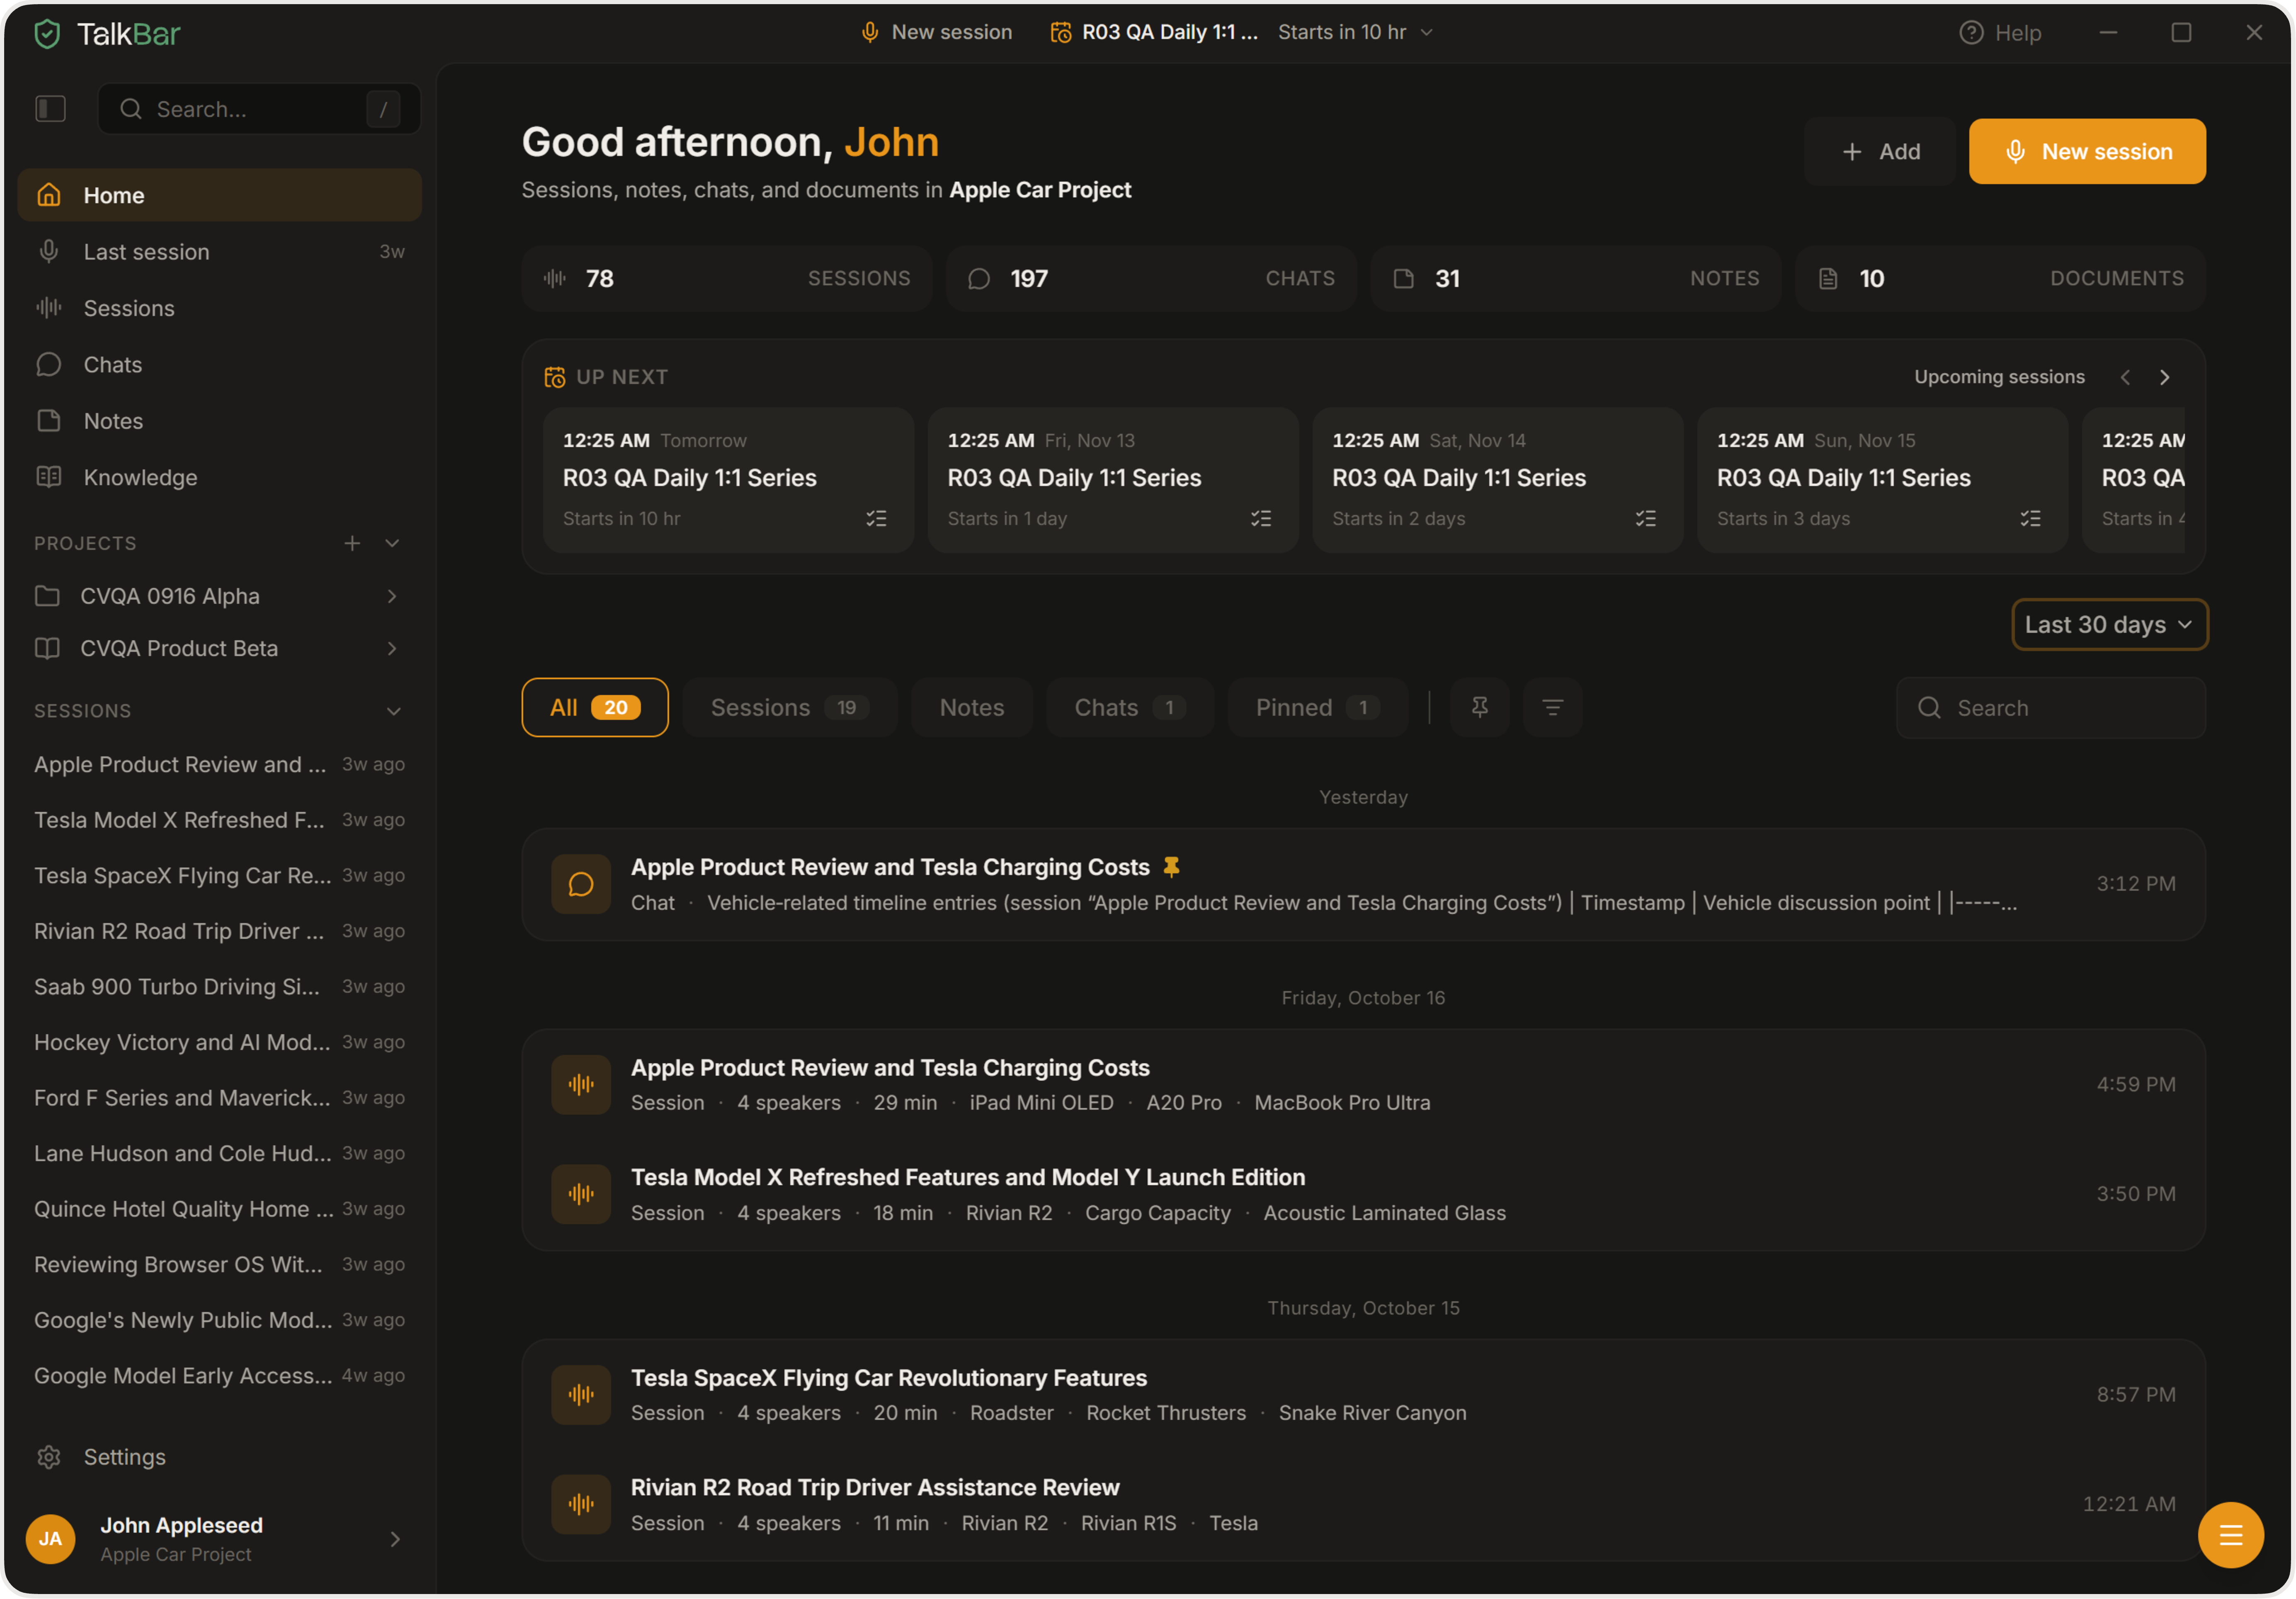 TalkBar
New session R03 QA Daily 1:1 ... Starts in 10 hr
Help
Search... /
Home
Last session 3w
Sessions
Chats
Notes
Knowledge
PROJECTS
CVQA 0916 Alpha
CVQA Product Beta
SESSIONS
Apple Product Review and ... 3w ago
Tesla Model X Refreshed F... 3w ago
Tesla SpaceX Flying Car Re... 3w ago
Rivian R2 Road Trip Driver ... 3w ago
Saab 900 Turbo Driving Si... 3w ago
Hockey Victory and AI Mod... 3w ago
Ford F Series and Maverick... 3w ago
Lane Hudson and Cole Hud... 3w ago
Quince Hotel Quality Home ... 3w ago
Reviewing Browser OS Wit... 3w ago
Google's Newly Public Mod... 3w ago
Google Model Early Access... 4w ago
Settings
JA
John Appleseed
Apple Car Project
Good afternoon, John
Sessions, notes, chats, and documents in Apple Car Project
Add
New session
78 SESSIONS
197 CHATS
31 NOTES
10 DOCUMENTS
UP NEXT
Upcoming sessions
12:25 AM Tomorrow
R03 QA Daily 1:1 Series
Starts in 10 hr
12:25 AM Fri, Nov 13
R03 QA Daily 1:1 Series
Starts in 1 day
12:25 AM Sat, Nov 14
R03 QA Daily 1:1 Series
Starts in 2 days
12:25 AM Sun, Nov 15
R03 QA Daily 1:1 Series
Starts in 3 days
12:25 AM
R03 QA
Starts in
Last 30 days
All 20
Sessions 19
Notes
Chats 1
Pinned 1
Search
Yesterday
Apple Product Review and Tesla Charging Costs
Chat · Vehicle-related timeline entries (session “Apple Product Review and Tesla Charging Costs”) | Timestamp | Vehicle discussion point | |-----...
3:12 PM
Friday, October 16
Apple Product Review and Tesla Charging Costs
Session · 4 speakers · 29 min · iPad Mini OLED · A20 Pro · MacBook Pro Ultra
4:59 PM
Tesla Model X Refreshed Features and Model Y Launch Edition
Session · 4 speakers · 18 min · Rivian R2 · Cargo Capacity · Acoustic Laminated Glass
3:50 PM
Thursday, October 15
Tesla SpaceX Flying Car Revolutionary Features
Session · 4 speakers · 20 min · Roadster · Rocket Thrusters · Snake River Canyon
8:57 PM
Rivian R2 Road Trip Driver Assistance Review
Session · 4 speakers · 11 min · Rivian R2 · Rivian R1S · Tesla
12:21 AM